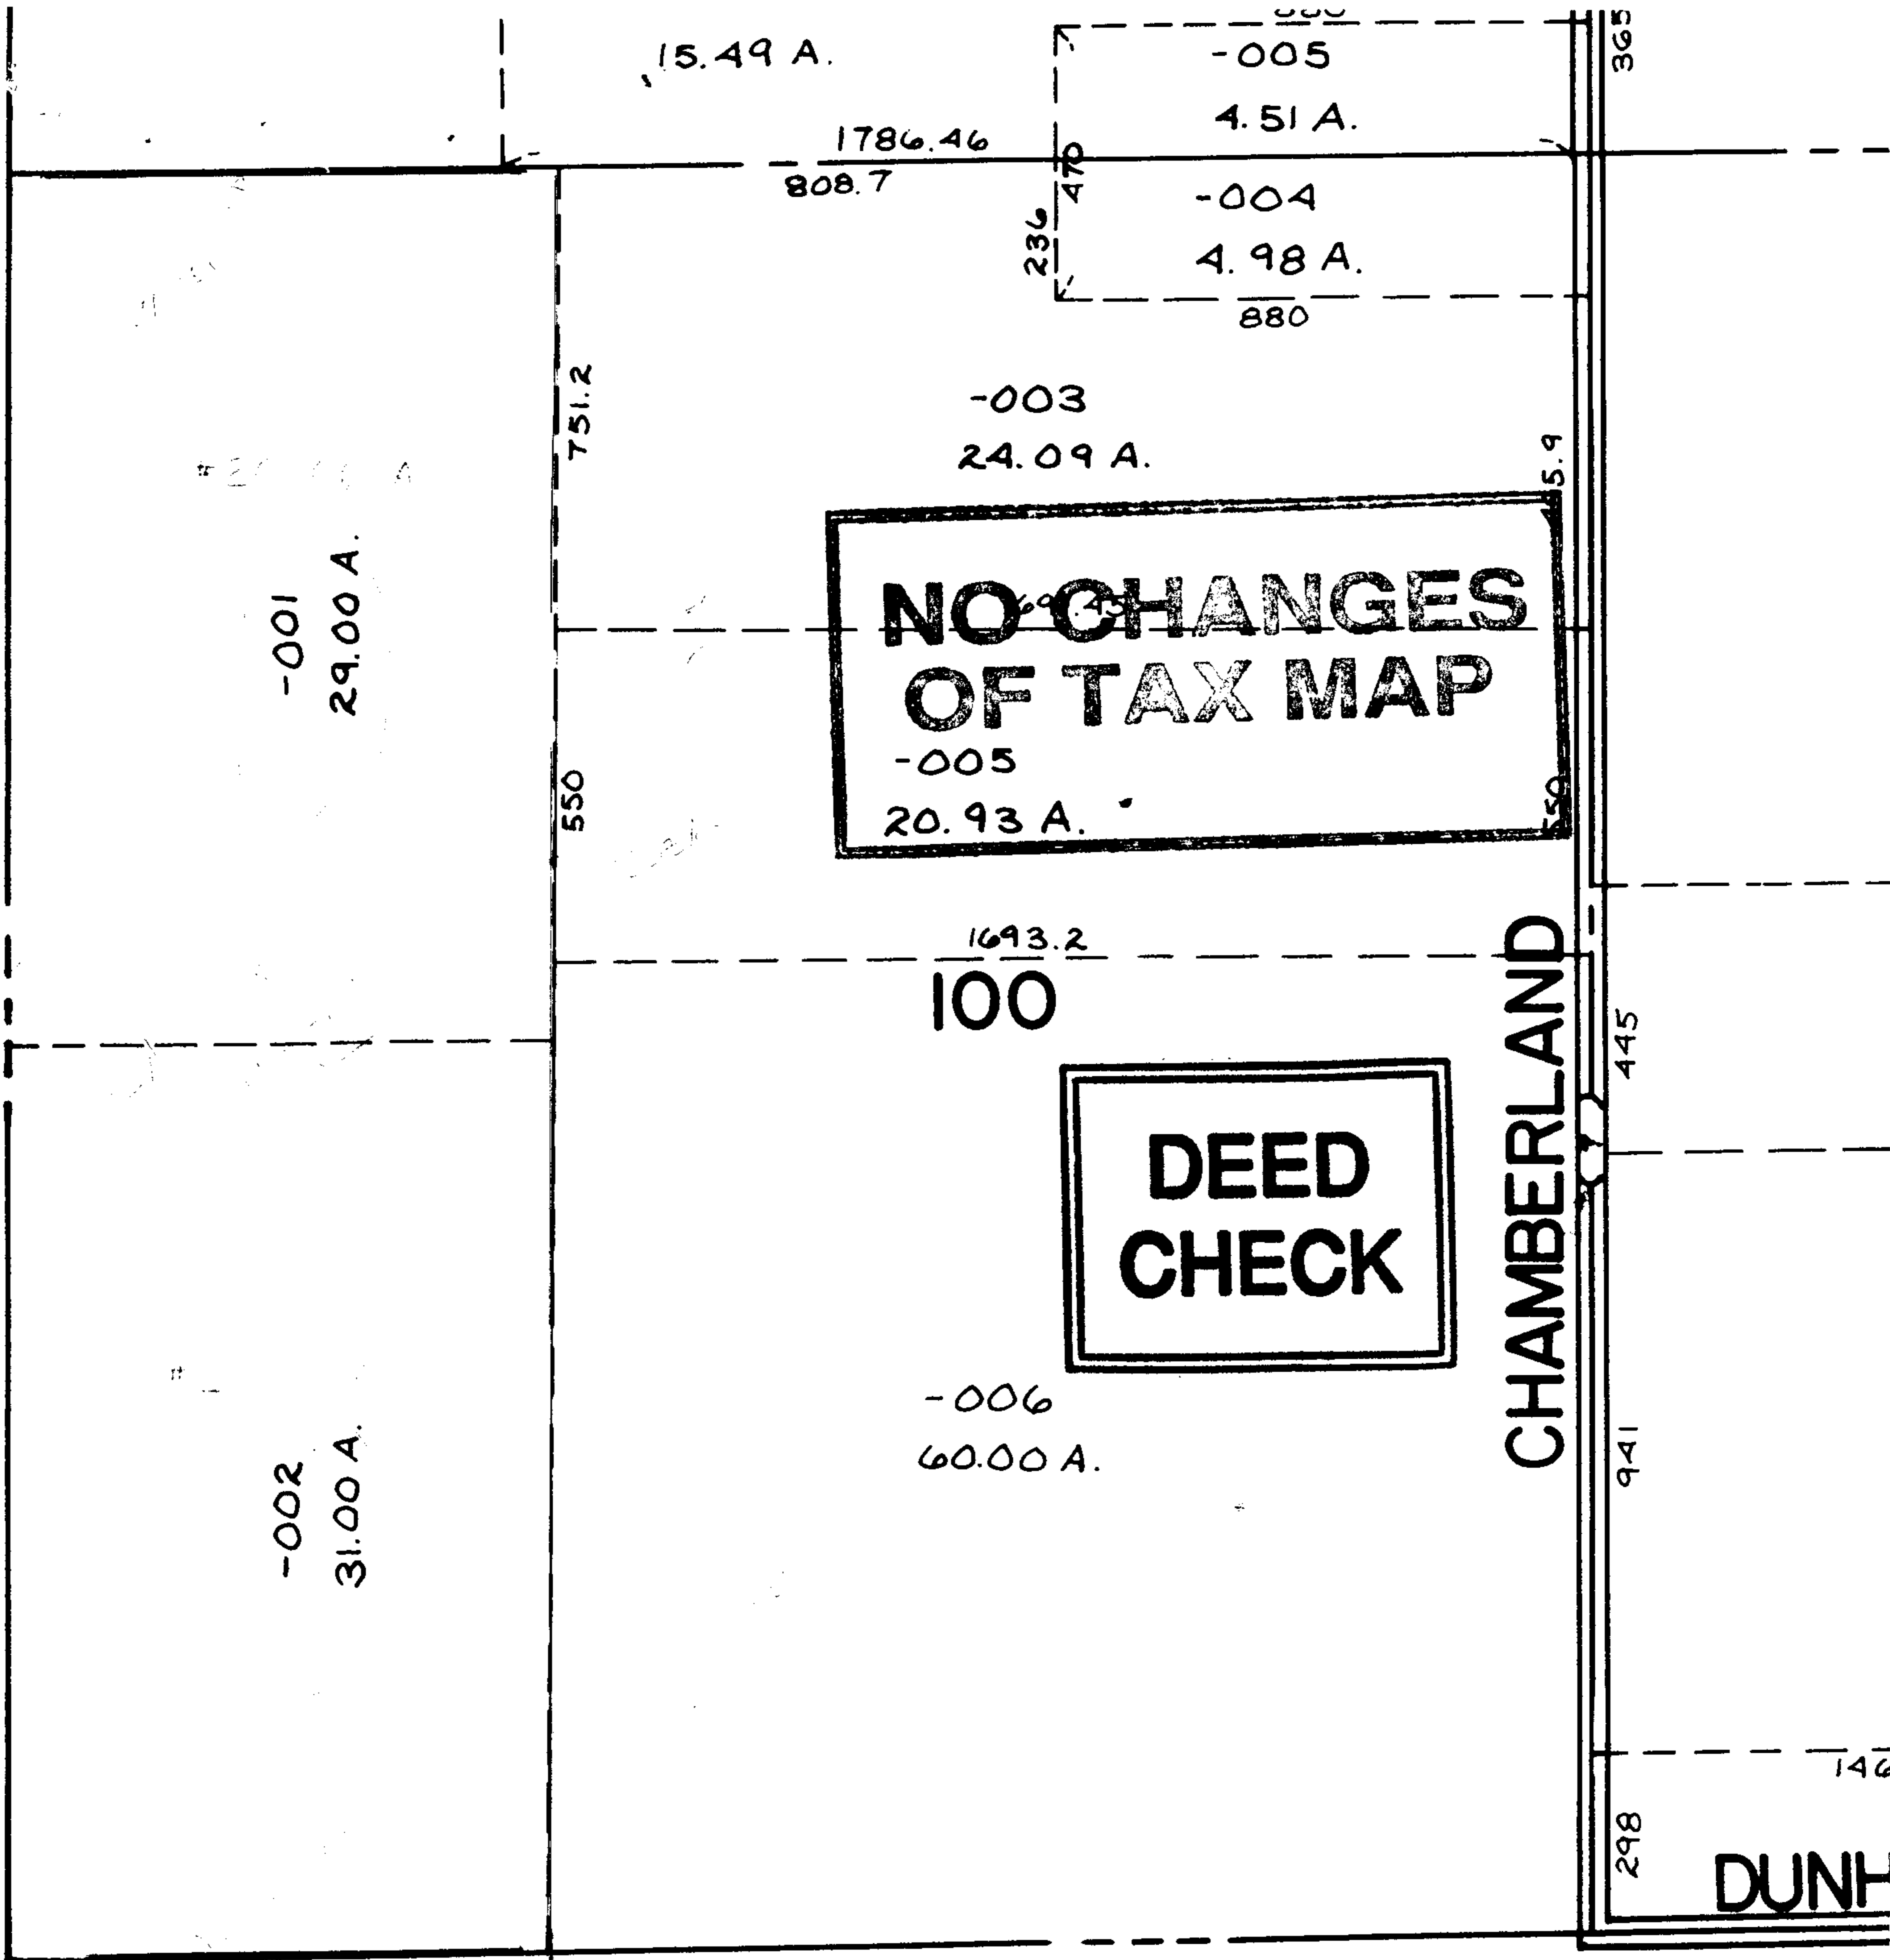 365
15.49 A.
-005
4.51 A.
1786.46
808.7
470
236
-004
4.98 A.
880
751.2
-003
24.09 A.
NO CHANGES
OF TAX MAP
-001
29.00 A.
550
-005
20.93 A.
550
1693.2
100
CHAMBERLAND
445
DEED
CHECK
-006
60.00 A.
941
-002
31.00 A.
298
DUNH